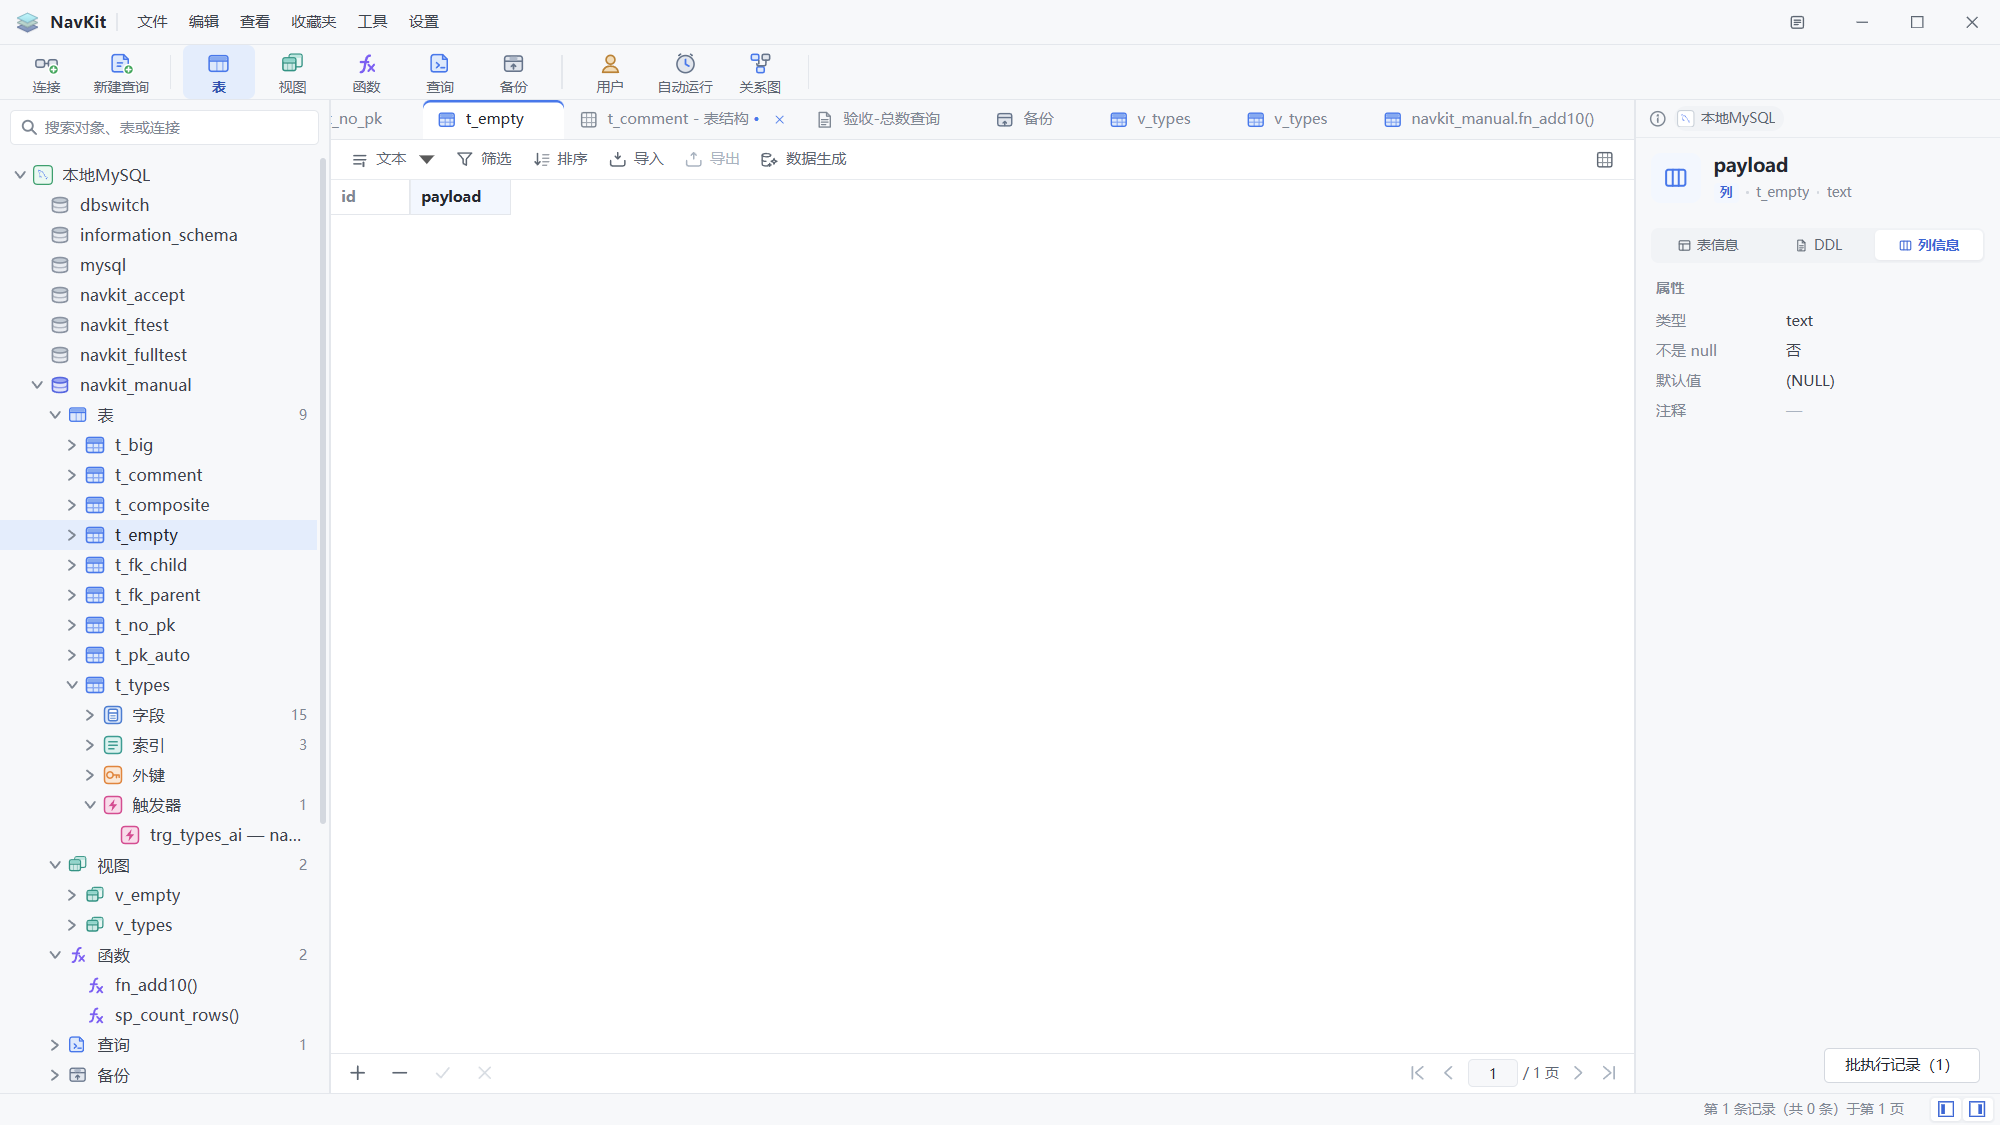 NavKit 文件 编辑 查看 收藏夹 工具 设置
连接 新建查询 表 视图 函数 查询 备份 用户 自动运行 关系图
搜索对象、表或连接
本地MySQL
dbswitch
information_schema
mysql
navkit_accept
navkit_ftest
navkit_fulltest
navkit_manual
表 9
t_big
t_comment
t_composite
t_empty
t_fk_child
t_fk_parent
t_no_pk
t_pk_auto
t_types
字段 15
索引 3
外键
触发器 1
trg_types_ai — na...
视图 2
v_empty
v_types
函数 2
fn_add10()
sp_count_rows()
查询 1
备份
t_no_pk t_empty t_comment - 表结构 • 验收-总数查询 备份 v_types v_types navkit_manual.fn_add10()
文本 筛选 排序 导入 导出 数据生成
id payload
1 / 1 页
本地MySQL
payload
列 · t_empty · text
表信息 DDL 列信息
属性
类型 text
不是 null 否
默认值 (NULL)
注释 —
批执行记录（1）
第 1 条记录（共 0 条）于第 1 页